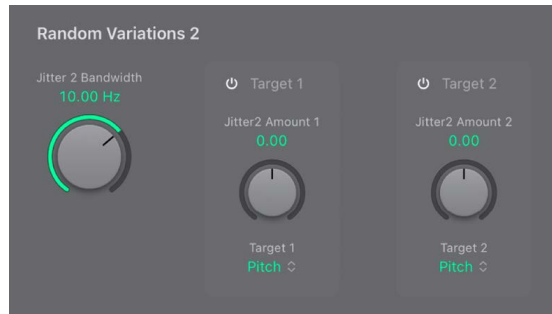 Random Variations 2
Jitter 2 Bandwidth
10.00 Hz
Target 1
Jitter2 Amount 1
0.00
Target 1
Pitch
Target 2
Jitter2 Amount 2
0.00
Target 2
Pitch